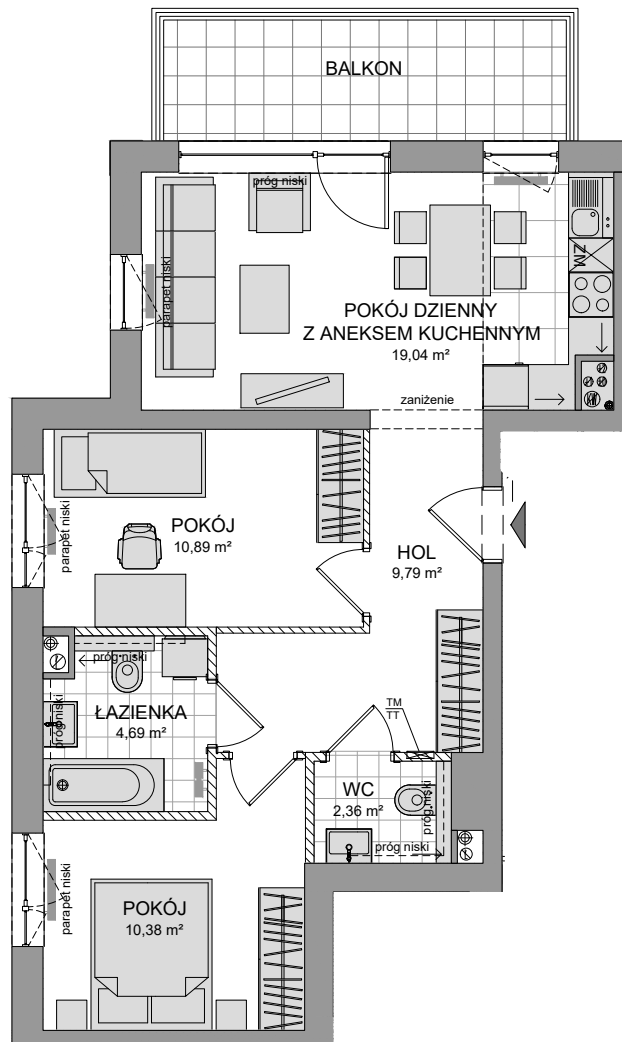 BALKON
próg niski
parapet niski
ZM
POKÓJ DZIENNY
Z ANEKSEM KUCHENNYM
19,04 m²
zaniżenie
POKÓJ
10,89 m²
parapet niski
HOL
9,79 m²
próg niski
próg niski
ŁAZIENKA
4,69 m²
TM
TT
WC
2,36 m²
próg niski
próg niski
parapet niski
POKÓJ
10,38 m²